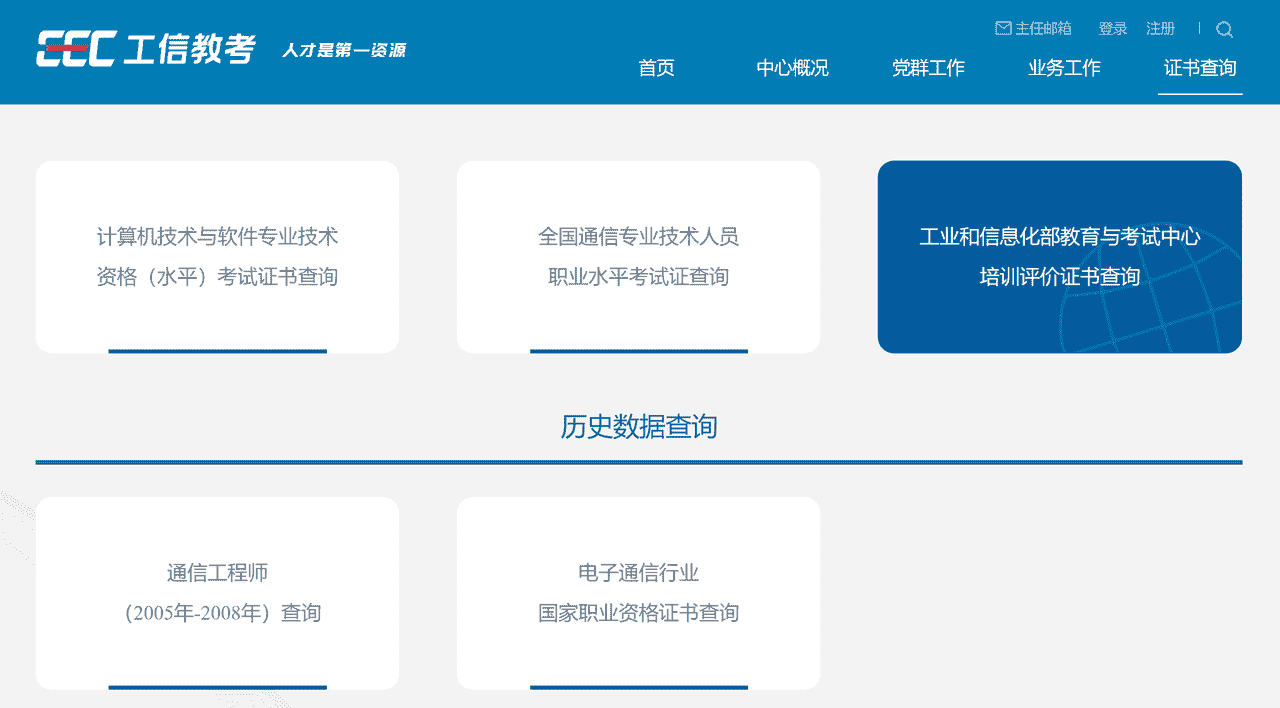 EEC 工信教考 人才是第一资源
主任邮箱 登录 注册
首页 中心概况 党群工作 业务工作 证书查询
计算机技术与软件专业技术
资格（水平）考试证书查询
全国通信专业技术人员
职业水平考试证查询
工业和信息化部教育与考试中心
培训评价证书查询
历史数据查询
通信工程师
（2005年-2008年）查询
电子通信行业
国家职业资格证书查询